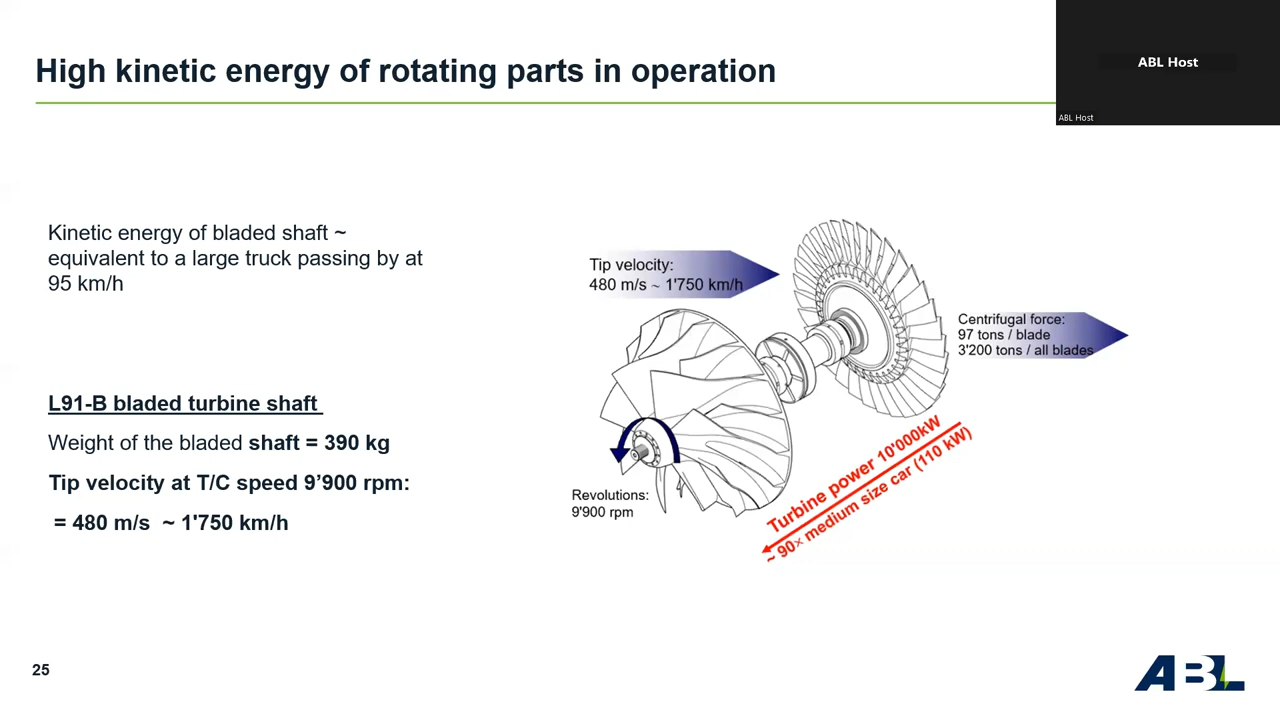 High kinetic energy of rotating parts in operation
ABL Host
ABL Host
Kinetic energy of bladed shaft ~
equivalent to a large truck passing by at
95 km/h
L91-B bladed turbine shaft
Weight of the bladed shaft = 390 kg
Tip velocity at T/C speed 9’900 rpm:
= 480 m/s ~ 1'750 km/h
Tip velocity:
480 m/s ~ 1'750 km/h
Centrifugal force:
97 tons / blade
3'200 tons / all blades
Revolutions:
9'900 rpm
Turbine power 10'000kW
~ 90× medium size car (110 kW)
25
ABL